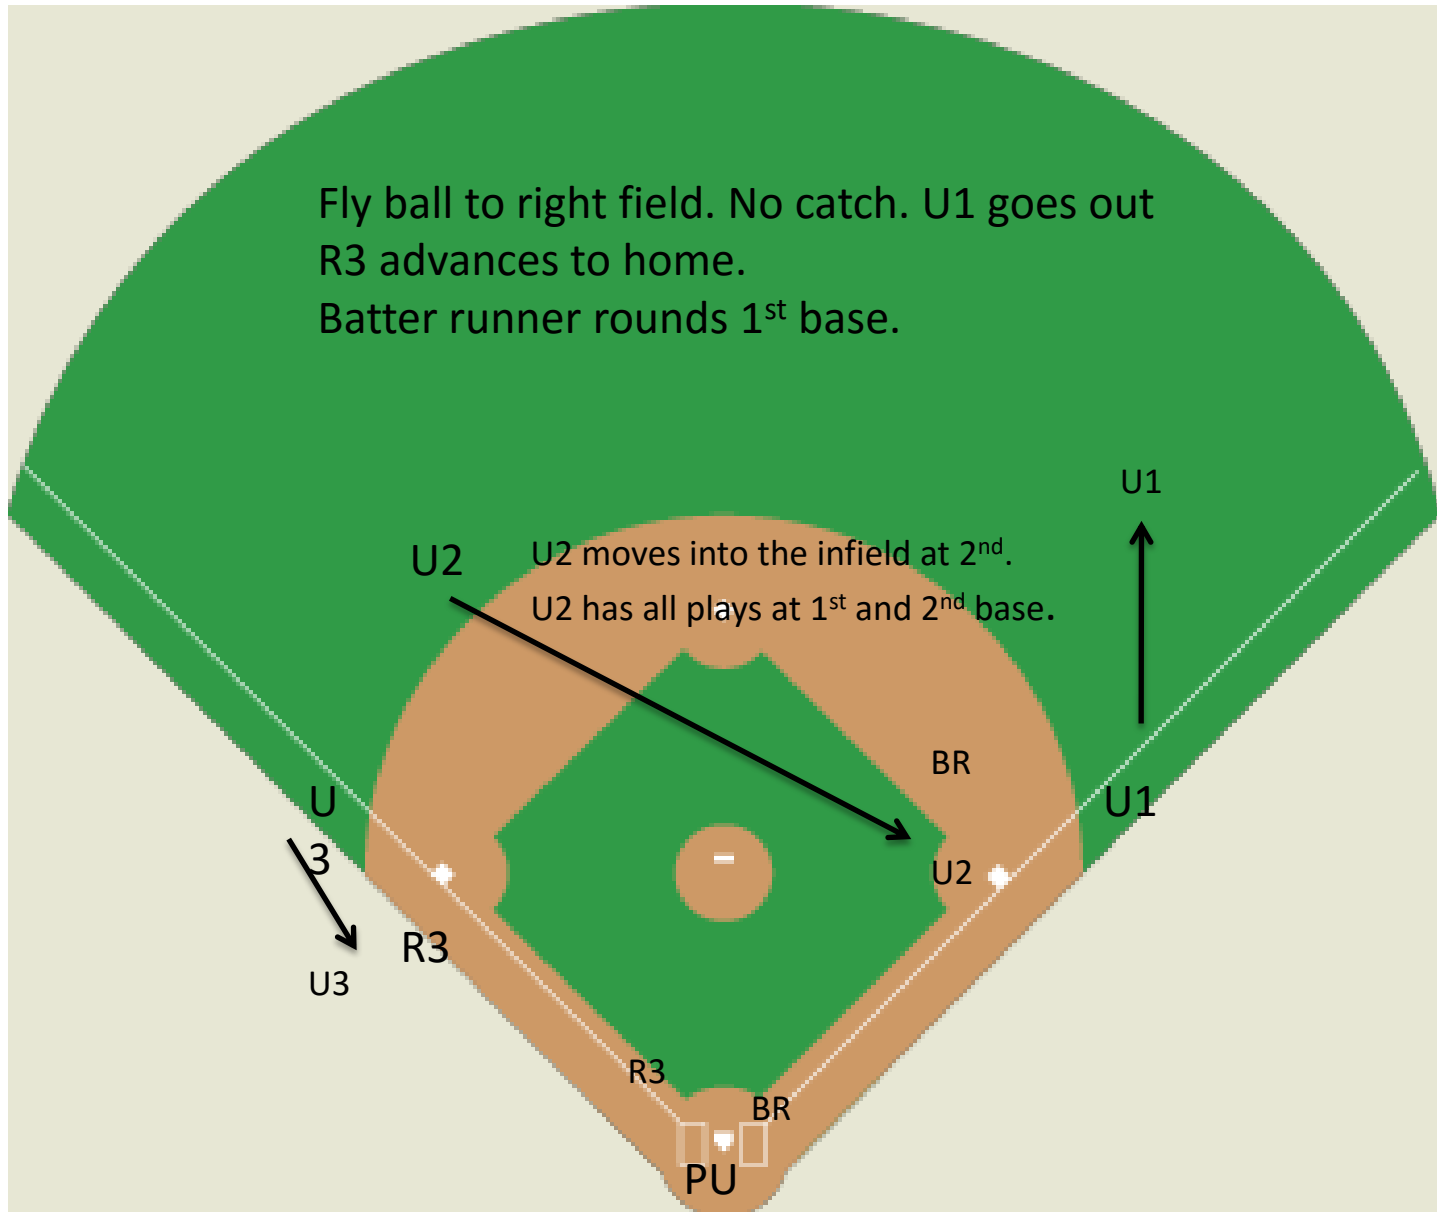 Fly ball to right field. No catch. U1 goes out
R3 advances to home.
Batter runner rounds 1st base.
U1
U2
U2 moves into the infield at 2nd.
U2 has all plays at 1st and 2nd base.
BR
U
3
U1
U2
R3
U3
R3
BR
PU